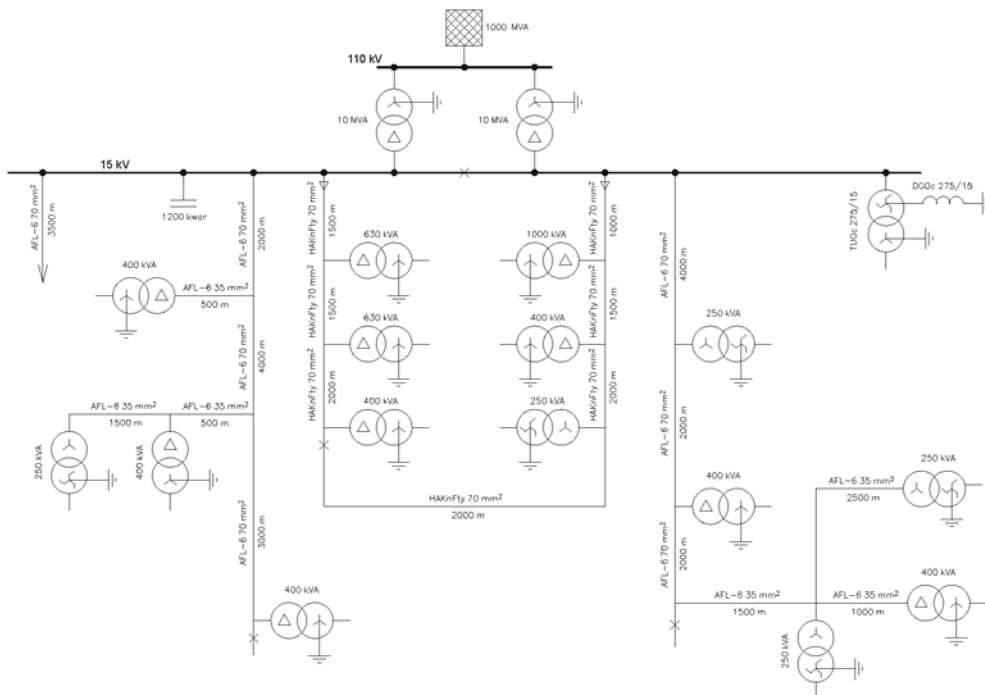 1000 MVA
110 kV
10 MVA
10 MVA
15 kV
AFL-6 70 mm²
3500 m
1200 kwar
AFL-6 70 mm²
2000 m
HAKnFty 70 mm²
1500 m
HAKnFty 70 mm²
1000 m
AFL-6 70 mm²
4000 m
TUOc 275/15
DGOc 275/15
630 kVA
1000 kVA
400 kVA
AFL-6 35 mm²
500 m
HAKnFty 70 mm²
1500 m
HAKnFty 70 mm²
1500 m
250 kVA
AFL-6 70 mm²
4000 m
630 kVA
400 kVA
HAKnFty 70 mm²
2000 m
HAKnFty 70 mm²
2000 m
AFL-6 35 mm²
1500 m
AFL-6 35 mm²
500 m
400 kVA
250 kVA
AFL-6 70 mm²
2000 m
250 kVA
400 kVA
250 kVA
AFL-6 35 mm²
2500 m
400 kVA
HAKnFty 70 mm²
2000 m
AFL-6 70 mm²
3000 m
AFL-6 70 mm²
2000 m
400 kVA
AFL-6 35 mm²
1500 m
AFL-6 35 mm²
1000 m
400 kVA
250 kVA